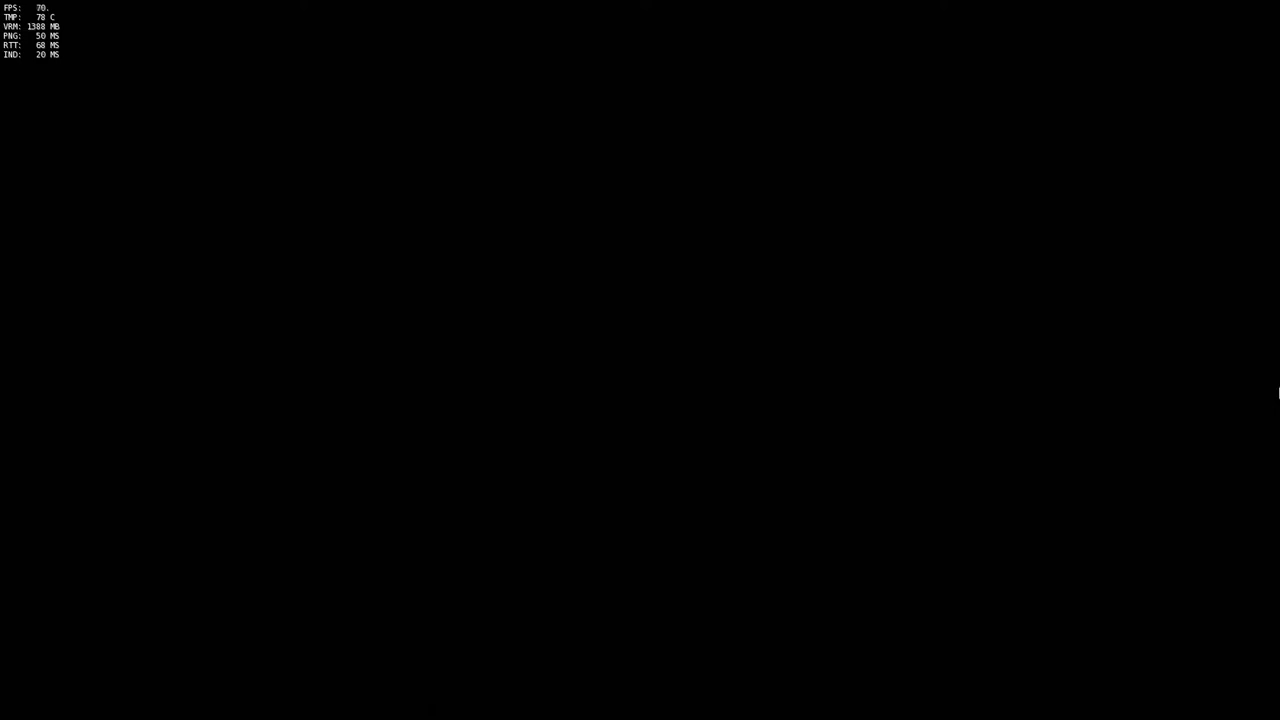 FPS: 70.
TMP: 78 C
VRM: 1388 MB
PNG: 50 MS
RTT: 68 MS
IND: 20 MS